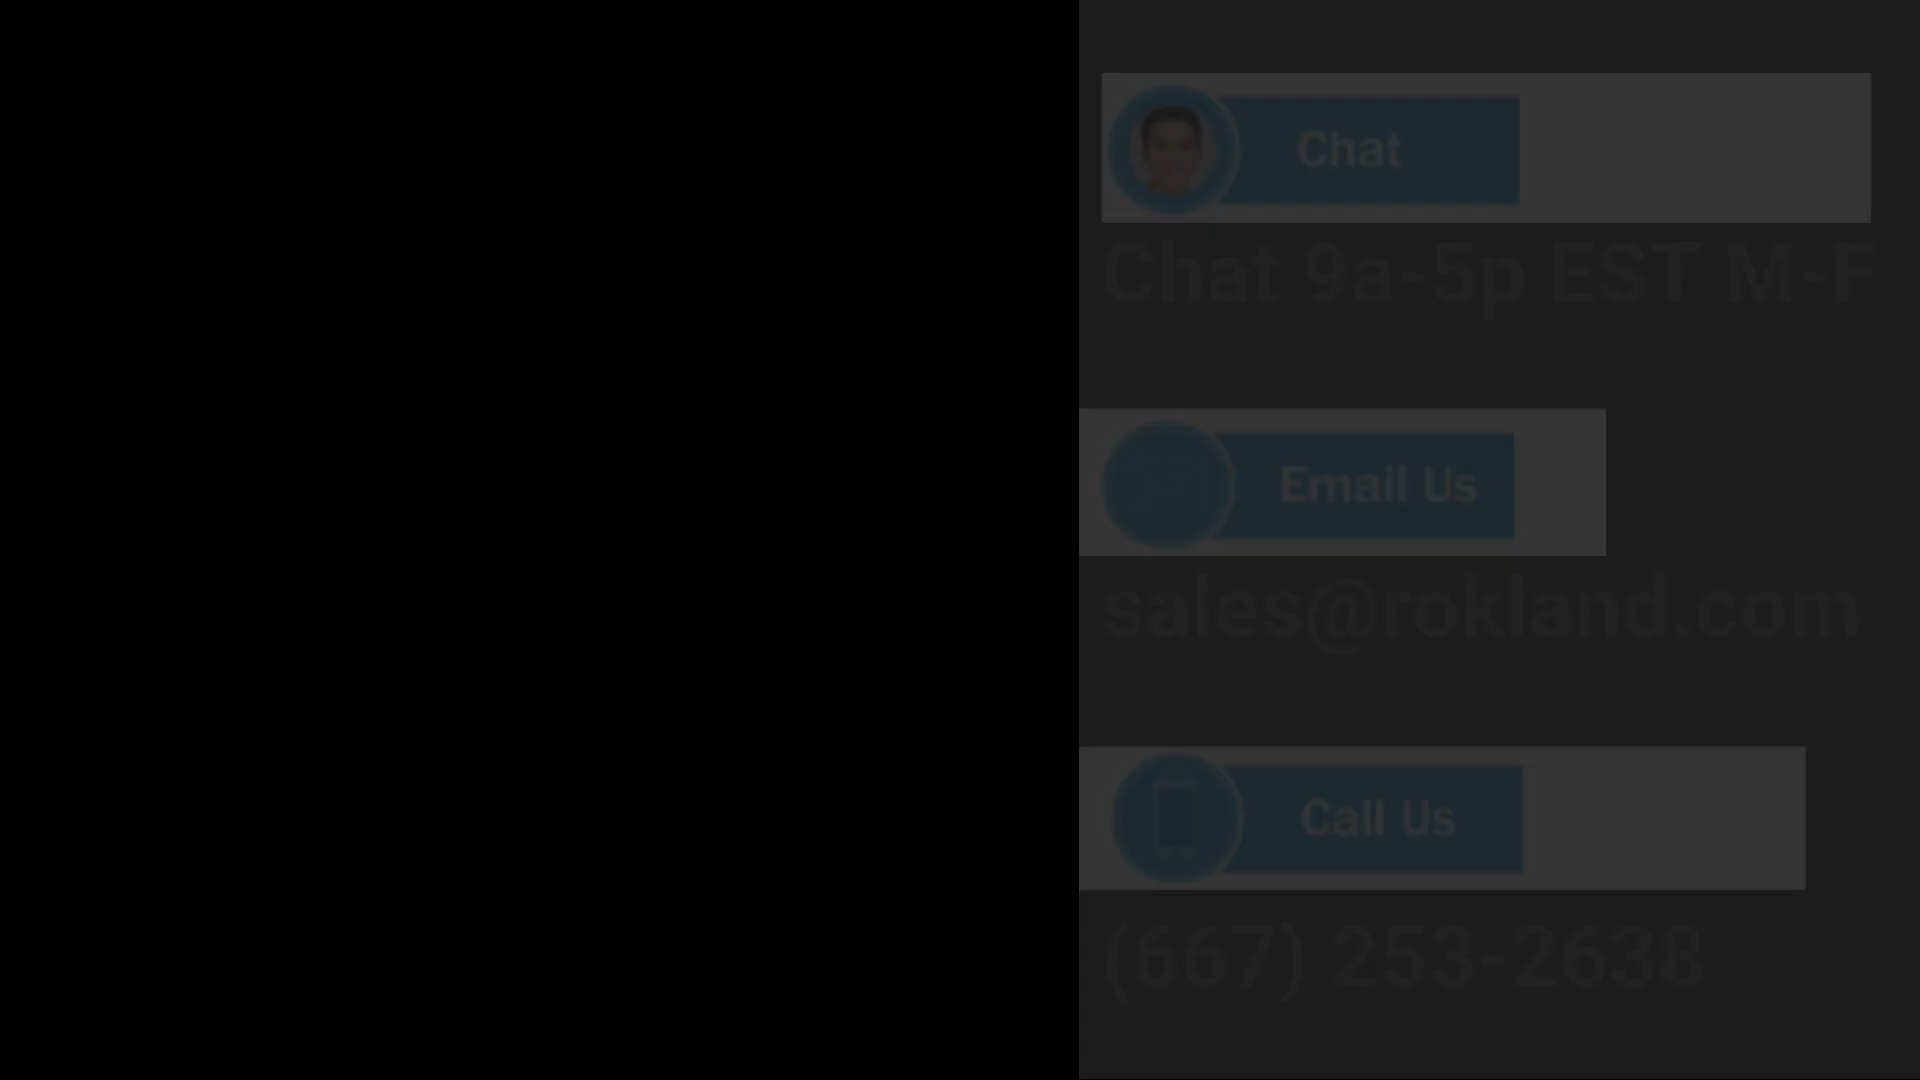 Chat
Chat 9a-5p EST M-F
Email Us
sales@rokland.com
Call Us
(667) 253-2638